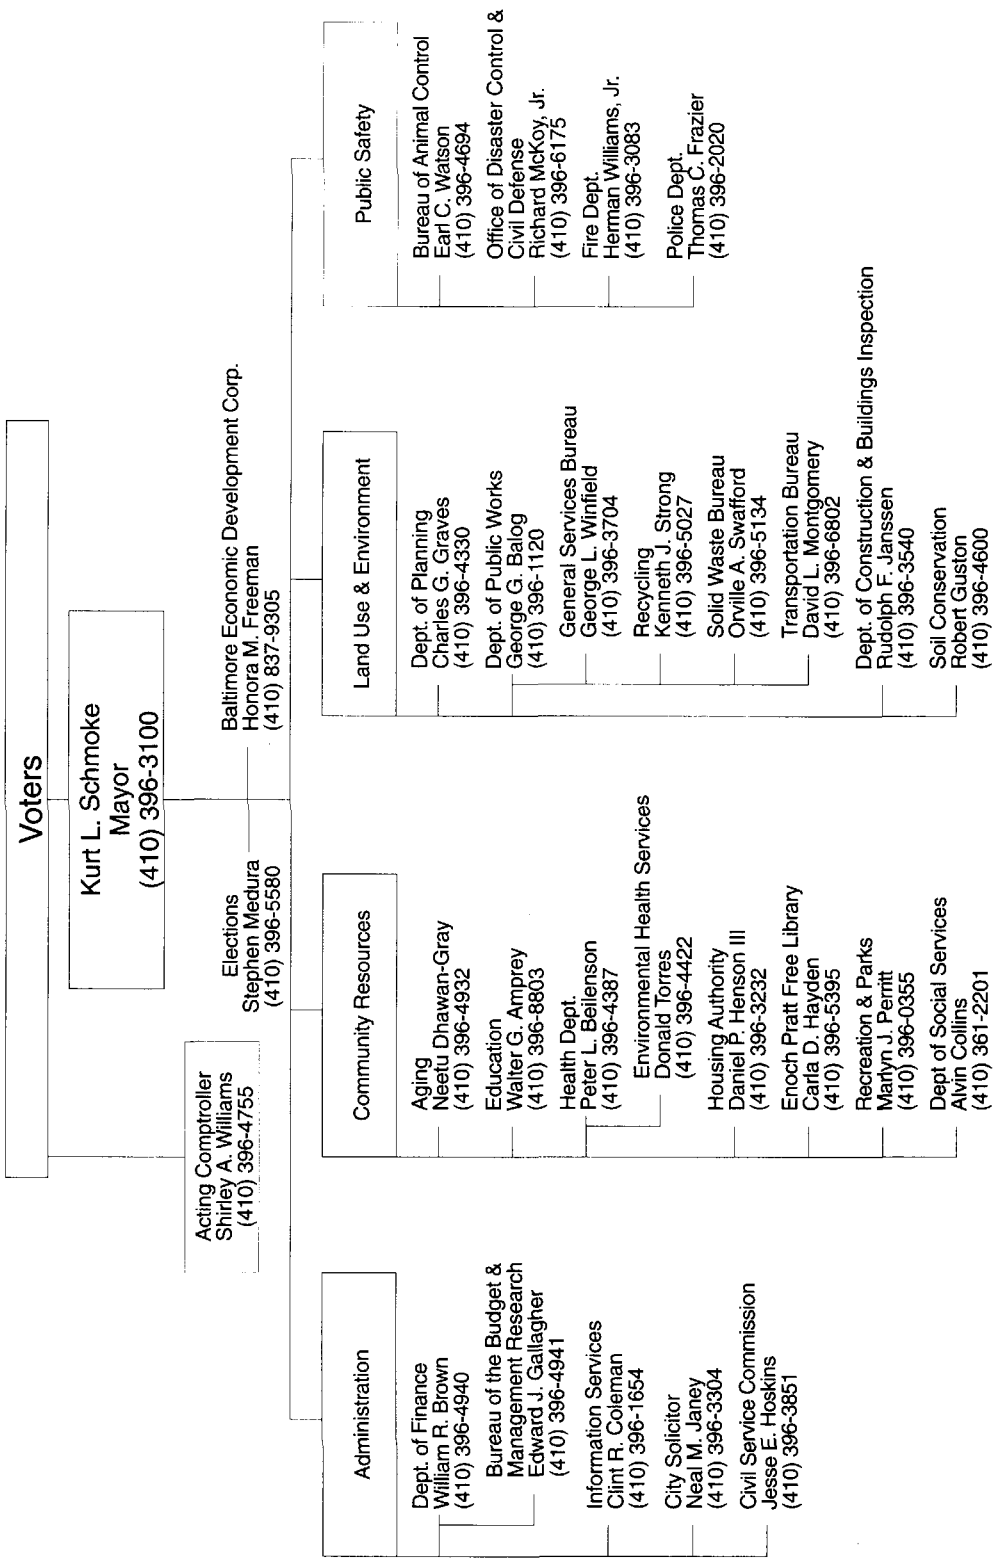 Voters
Kurt L. Schmoke
Mayor
(410) 396-3100
Acting Comptroller
Shirley A. Williams
(410) 396-4755
Elections
Stephen Medura
(410) 396-5580
Baltimore Economic Development Corp.
Honora M. Freeman
(410) 837-9305
Administration
Dept. of Finance
William R. Brown
(410) 396-4940
Bureau of the Budget &
Management Research
Edward J. Gallagher
(410) 396-4941
Information Services
Clint R. Coleman
(410) 396-1654
City Solicitor
Neal M. Janey
(410) 396-3304
Civil Service Commission
Jesse E. Hoskins
(410) 396-3851
Community Resources
Aging
Neetu Dhawan-Gray
(410) 396-4932
Education
Walter G. Amprey
(410) 396-8803
Health Dept.
Peter L. Beilenson
(410) 396-4387
Environmental Health Services
Donald Torres
(410) 396-4422
Housing Authority
Daniel P. Henson III
(410) 396-3232
Enoch Pratt Free Library
Carla D. Hayden
(410) 396-5395
Recreation & Parks
Marlyn J. Perritt
(410) 396-0355
Dept of Social Services
Alvin Collins
(410) 361-2201
Land Use & Environment
Dept. of Planning
Charles G. Graves
(410) 396-4330
Dept. of Public Works
George G. Balog
(410) 396-1120
General Services Bureau
George L. Winfield
(410) 396-3704
Recycling
Kenneth J. Strong
(410) 396-5027
Solid Waste Bureau
Orville A. Swafford
(410) 396-5134
Transportation Bureau
David L. Montgomery
(410) 396-6802
Dept. of Construction & Buildings Inspection
Rudolph F. Janssen
(410) 396-3540
Soil Conservation
Robert Guston
(410) 396-4600
Public Safety
Bureau of Animal Control
Earl C. Watson
(410) 396-4694
Office of Disaster Control &
Civil Defense
Richard McKoy, Jr.
(410) 396-6175
Fire Dept.
Herman Williams, Jr.
(410) 396-3083
Police Dept.
Thomas C. Frazier
(410) 396-2020